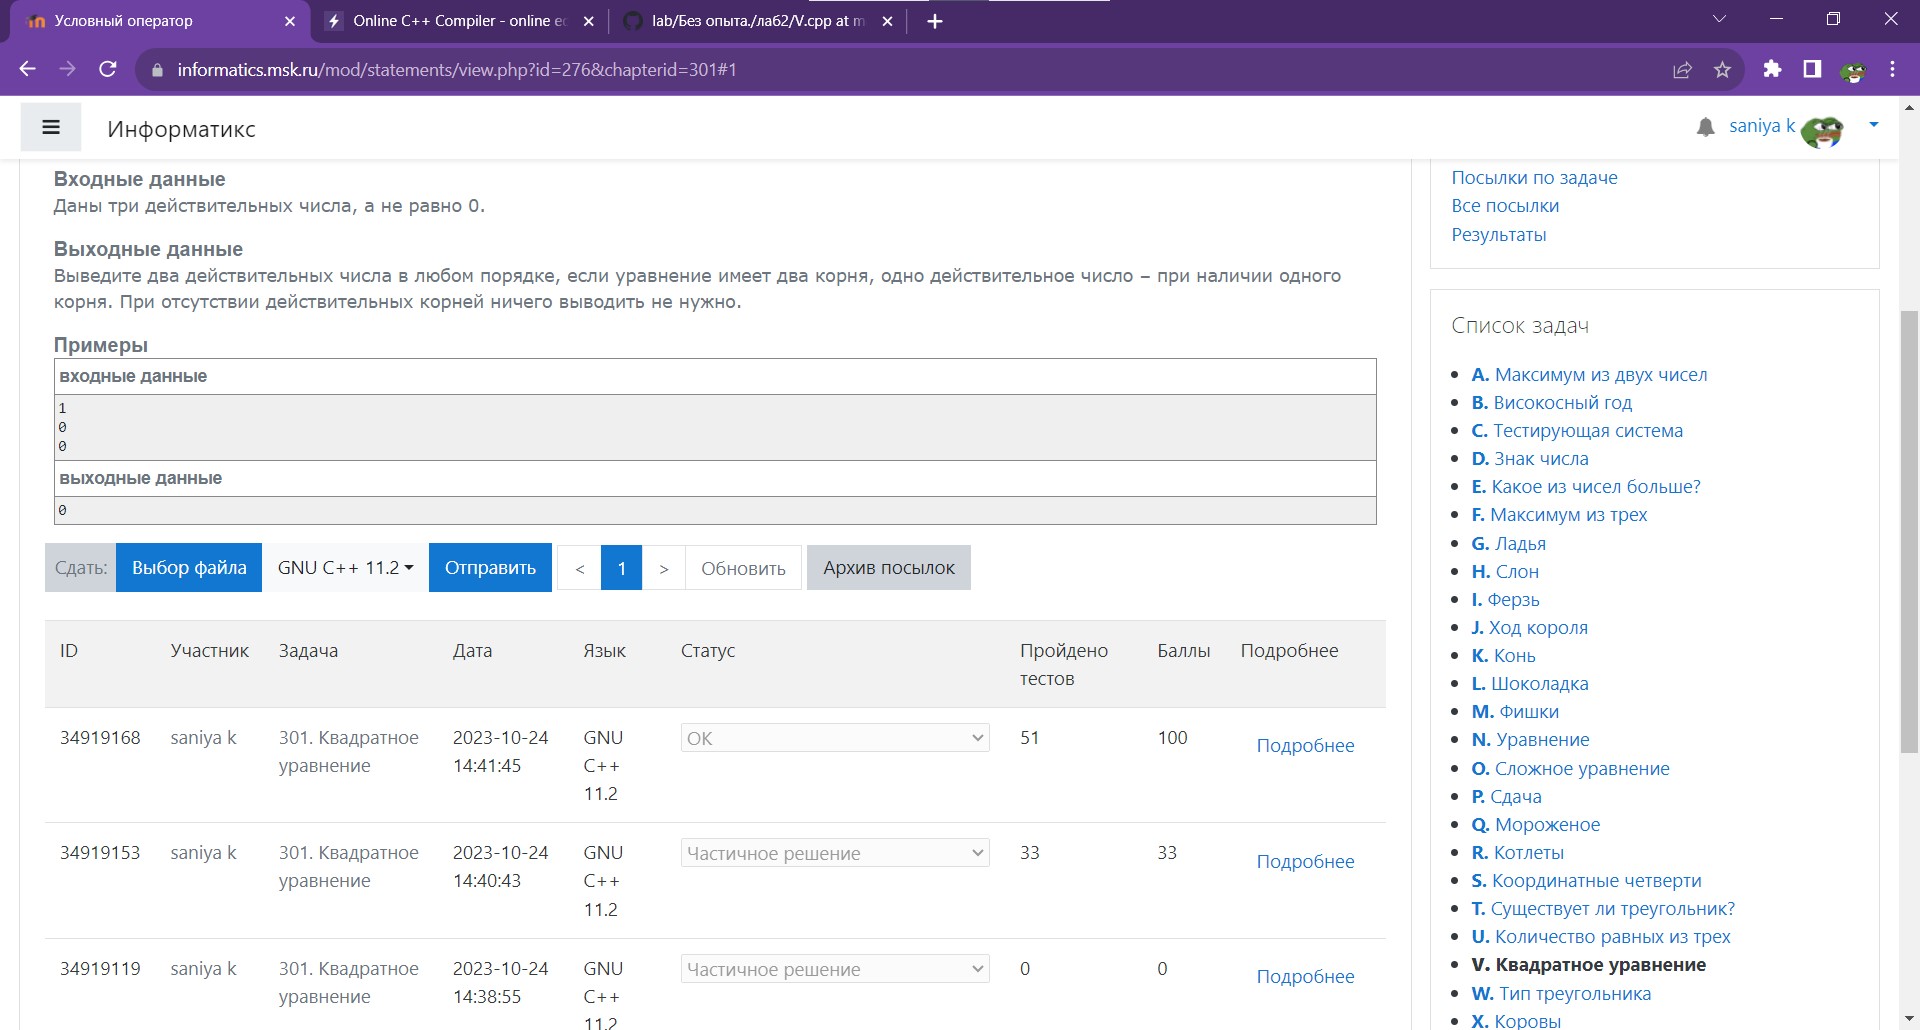 Условный оператор
Online C++ Compiler - online ec
lab/Без опыта./ла62/V.cpp at m
informatics.msk.ru/mod/statements/view.php?id=276&chapterid=301#1
Информатикс
saniya k
Входные данные
Даны три действительных числа, a не равно 0.
Выходные данные
Выведите два действительных числа в любом порядке, если уравнение имеет два корня, одно действительное число – при наличии одного
корня. При отсутствии действительных корней ничего выводить не нужно.
Примеры
входные данные
1
0
0
выходные данные
0
Сдать: Выбор файла GNU C++ 11.2 Отправить < 1 > Обновить Архив посылок
ID Участник Задача Дата Язык Статус Пройдено Баллы Подробнее
тестов
34919168 saniya k 301. Квадратное 2023-10-24 GNU OK 51 100 Подробнее
уравнение 14:41:45 C++
11.2
34919153 saniya k 301. Квадратное 2023-10-24 GNU Частичное решение 33 33 Подробнее
уравнение 14:40:43 C++
11.2
34919119 saniya k 301. Квадратное 2023-10-24 GNU Частичное решение 0 0 Подробнее
уравнение 14:38:55 C++
11.2
Посылки по задаче
Все посылки
Результаты
Список задач
A. Максимум из двух чисел
B. Високосный год
C. Тестирующая система
D. Знак числа
E. Какое из чисел больше?
F. Максимум из трех
G. Ладья
H. Слон
I. Ферзь
J. Ход короля
K. Конь
L. Шоколадка
M. Фишки
N. Уравнение
O. Сложное уравнение
P. Сдача
Q. Мороженое
R. Котлеты
S. Координатные четверти
T. Существует ли треугольник?
U. Количество равных из трех
V. Квадратное уравнение
W. Тип треугольника
X. Коровы